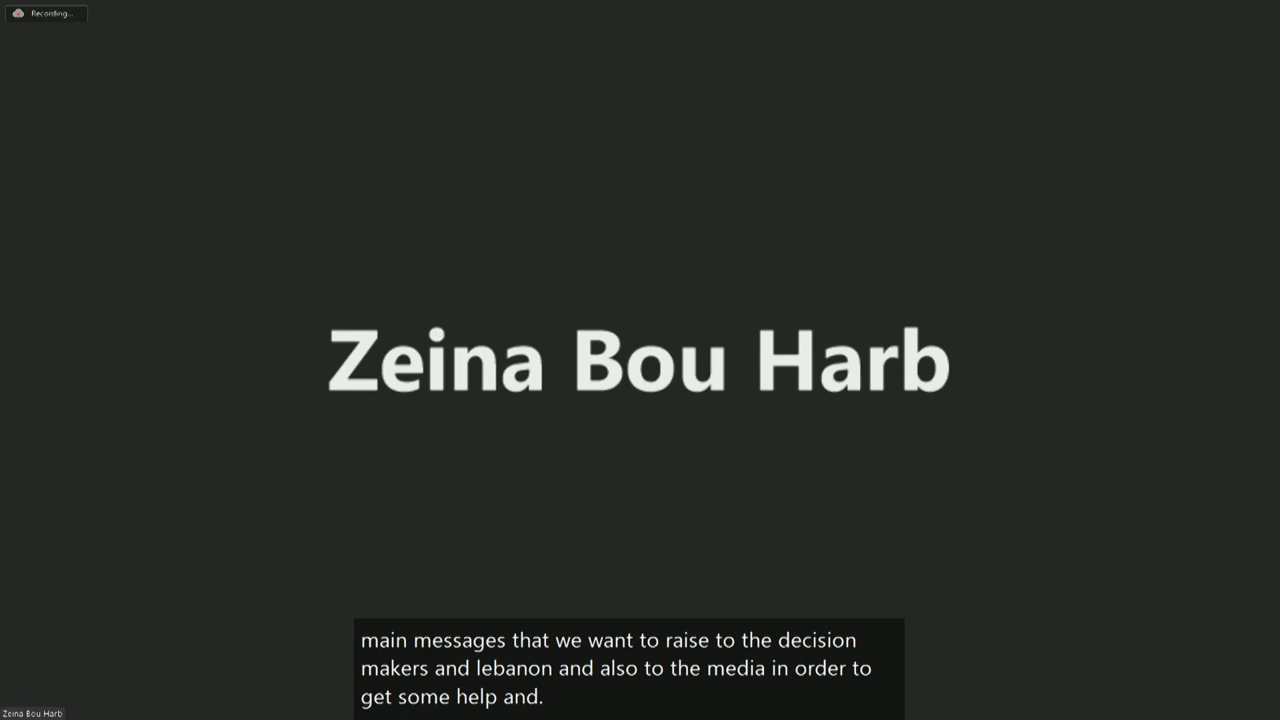 Recording...
Zeina Bou Harb
main messages that we want to raise to the decision
makers and lebanon and also to the media in order to
get some help and.
Zeina Bou Harb